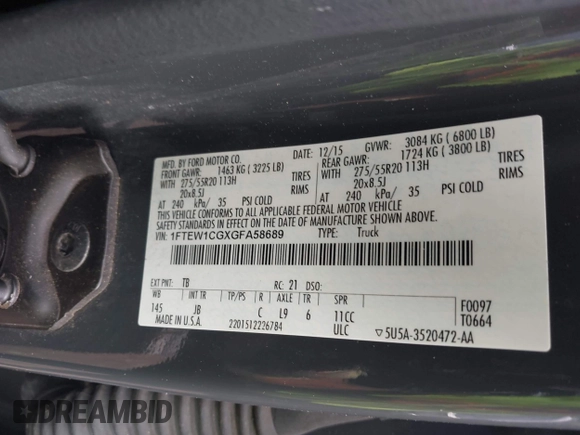 MFD. BY FORD MOTOR CO.
DATE: 12/15
GVWR: 3084 KG ( 6800 LB)
FRONT GAWR: 1463 KG ( 3225 LB)
REAR GAWR: 1724 KG ( 3800 LB)
WITH 275/55R20 113H TIRES
WITH 275/55R20 113H TIRES
20x8.5J RIMS
20x8.5J RIMS
AT 240 kPa/ 35 PSI COLD
AT 240 kPa/ 35 PSI COLD
THIS VEHICLE CONFORMS TO ALL APPLICABLE FEDERAL MOTOR VEHICLE
SAFETY STANDARDS IN EFFECT ON THE DATE OF MANUFACTURE SHOWN ABOVE.
VIN: 1FTEW1CGXGFA58689
TYPE: Truck
EXT PNT: TB RC: 21 DSO:
WB INT TR TP/PS R AXLE TR SPR
145 JB C L9 6 11CC
F0097
T0664
MADE IN U.S.A. 2201512226784 ULC
▽5U5A-3520472-AA
DREAMBID